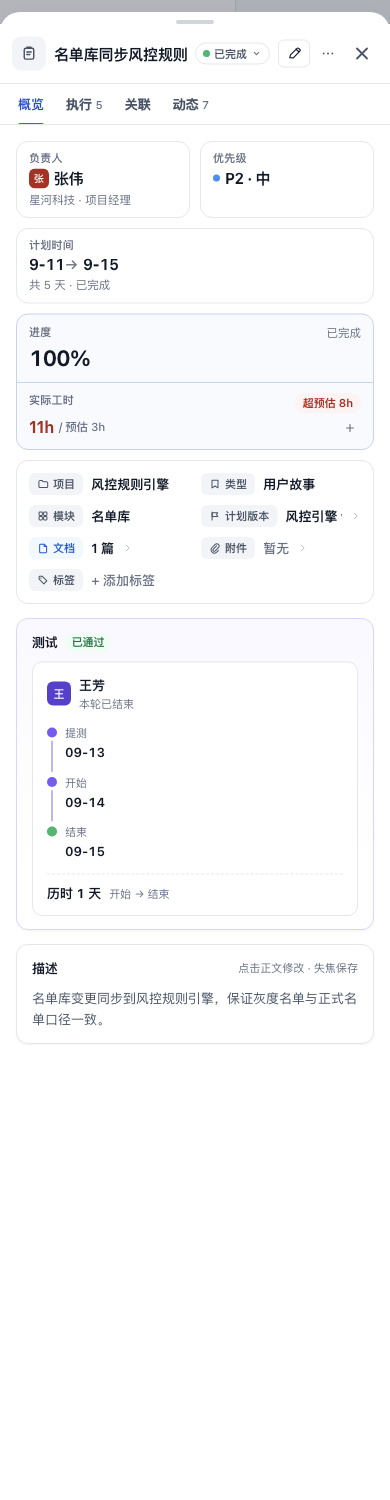 名单库同步风控规则
已完成
概览
执行 5
关联
动态 7
负责人
张 张伟
星河科技 · 项目经理
优先级
P2 · 中
计划时间
9-11→ 9-15
共 5 天 · 已完成
进度
已完成
100%
实际工时
超预估 8h
11h / 预估 3h
+
项目 风控规则引擎
类型 用户故事
模块 名单库
计划版本 风控引擎
文档 1 篇
附件 暂无
标签 + 添加标签
测试 已通过
王 王芳
本轮已结束
提测
09-13
开始
09-14
结束
09-15
历时 1 天 开始 → 结束
描述
点击正文修改 · 失焦保存
名单库变更同步到风控规则引擎，保证灰度名单与正式名
单口径一致。